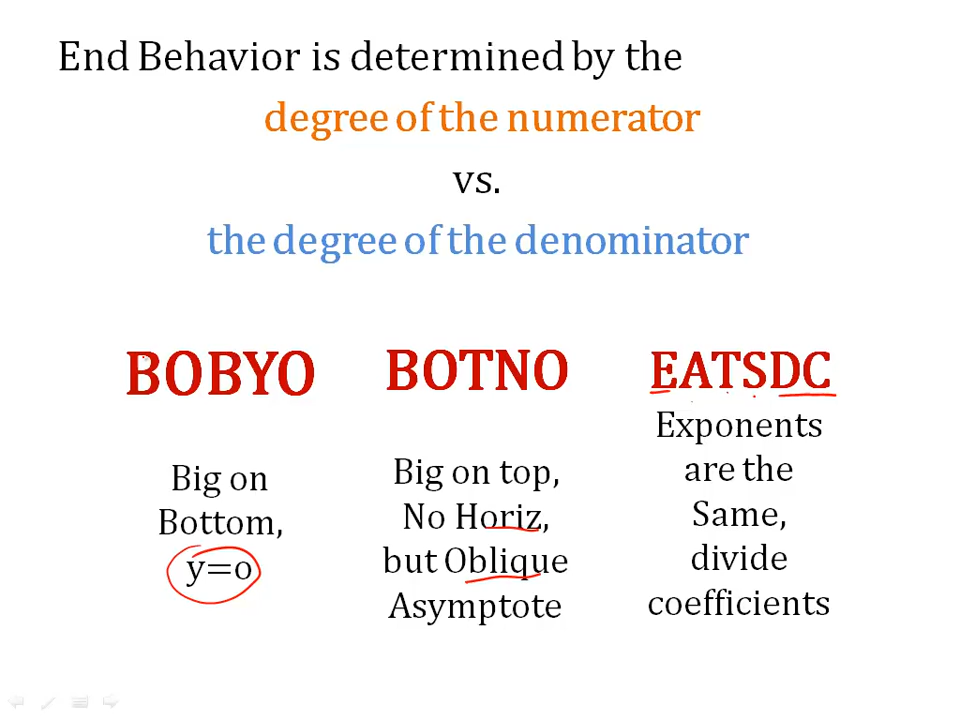 End Behavior is determined by the
degree of the numerator
vs.
the degree of the denominator
BOBYO
Big on
Bottom,
y=o
BOTNO
Big on top,
No Horiz,
but Oblique
Asymptote
EATSDC
Exponents
are the
Same,
divide
coefficients